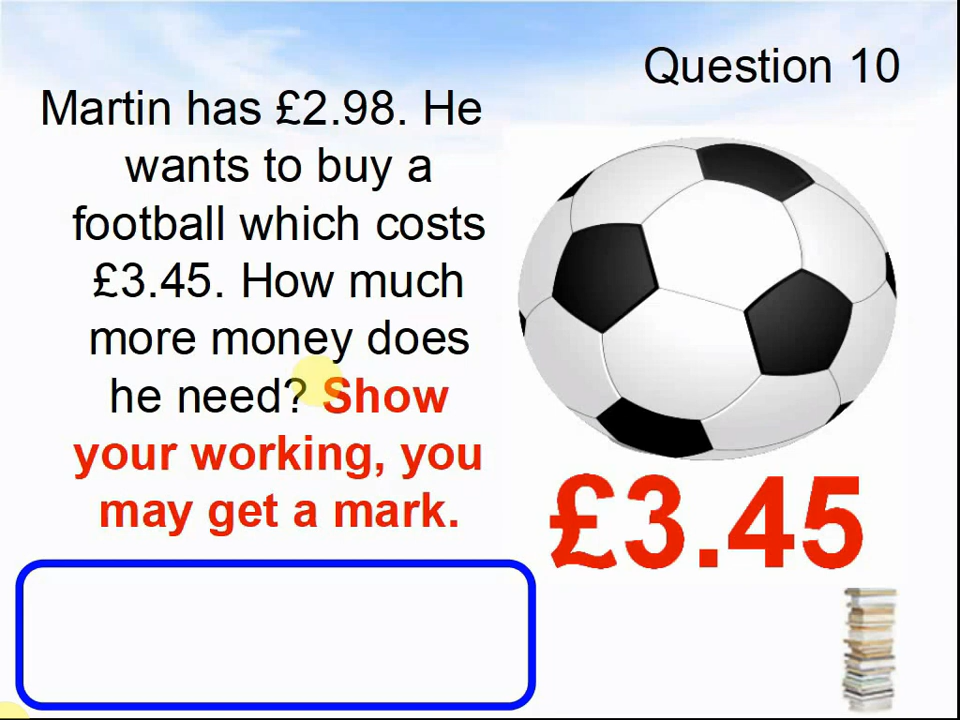 Question 10
Martin has £2.98. He
wants to buy a
football which costs
£3.45. How much
more money does
he need? Show
your working, you
may get a mark.
£3.45